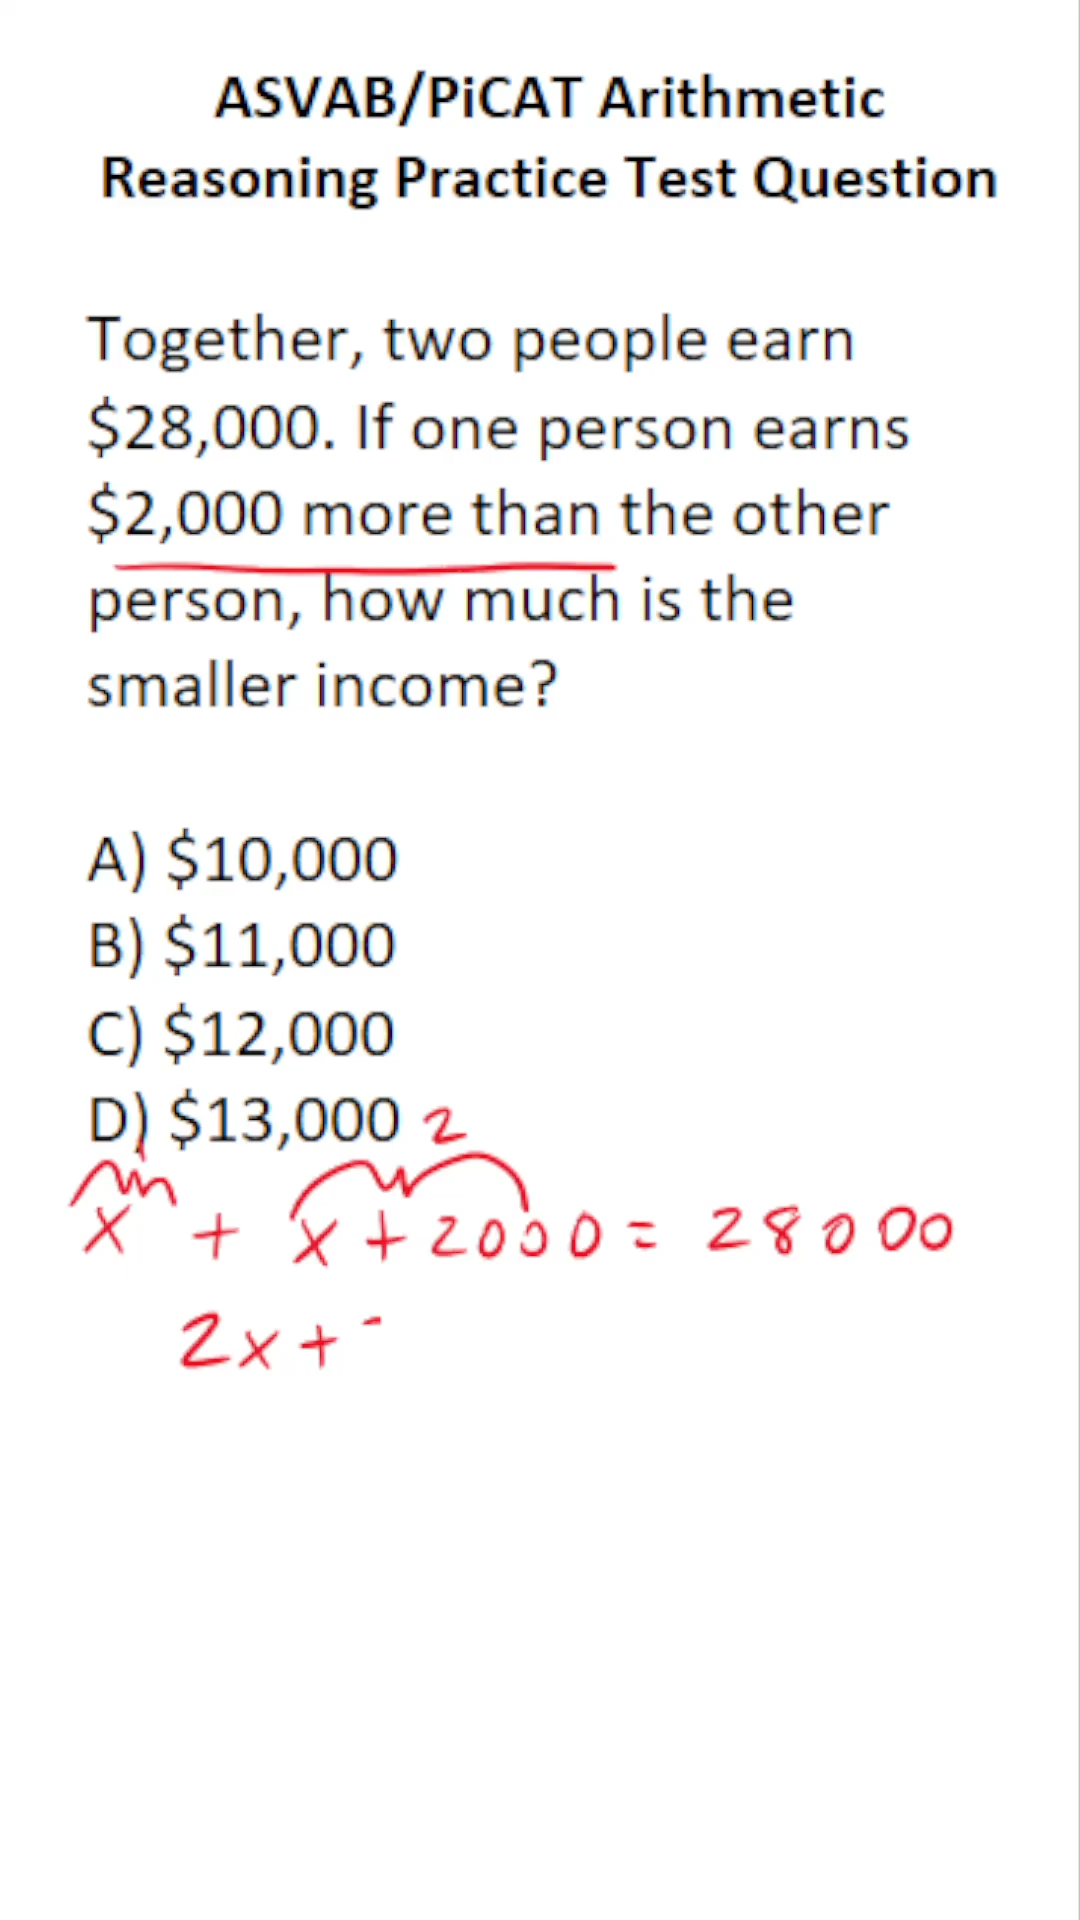 ASVAB/PiCAT Arithmetic
Reasoning Practice Test Question
Together, two people earn
$28,000. If one person earns
$2,000 more than the other
person, how much is the
smaller income?
A) $10,000
B) $11,000
C) $12,000
D) $13,000
1 2
x + x + 2000 = 28000
2x +